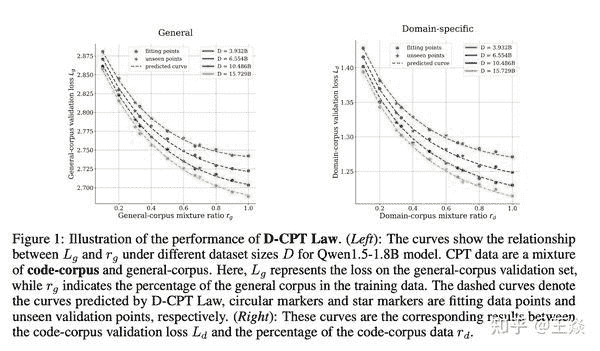 General
fitting points
unseen points
predicted curve
D = 3.932B
D = 6.554B
D = 10.486B
D = 15.729B
General-corpus validation loss Lg
2.875
2.850
2.825
2.800
2.775
2.750
2.725
2.700
0.2 0.4 0.6 0.8 1.0
General-corpus mixture ratio rg
Domain-specific
fitting points
unseen points
predicted curve
D = 3.932B
D = 6.554B
D = 10.486B
D = 15.729B
Domain-corpus validation loss Ld
1.40
1.35
1.30
1.25
0.2 0.4 0.6 0.8 1.0
Domain-corpus mixture ratio rd
Figure 1: Illustration of the performance of D-CPT Law. (Left): The curves show the relationship
between Lg and rg under different dataset sizes D for Qwen1.5-1.8B model. CPT data are a mixture
of code-corpus and general-corpus. Here, Lg represents the loss on the general-corpus validation set,
while rg indicates the percentage of the general corpus in the training data. The dashed curves denote
the curves predicted by D-CPT Law, circular markers and star markers are fitting data points and
unseen validation points, respectively. (Right): These curves are the corresponding results between
the code-corpus validation loss Ld and the percentage of the code-corpus data rd.
知乎 @王焱